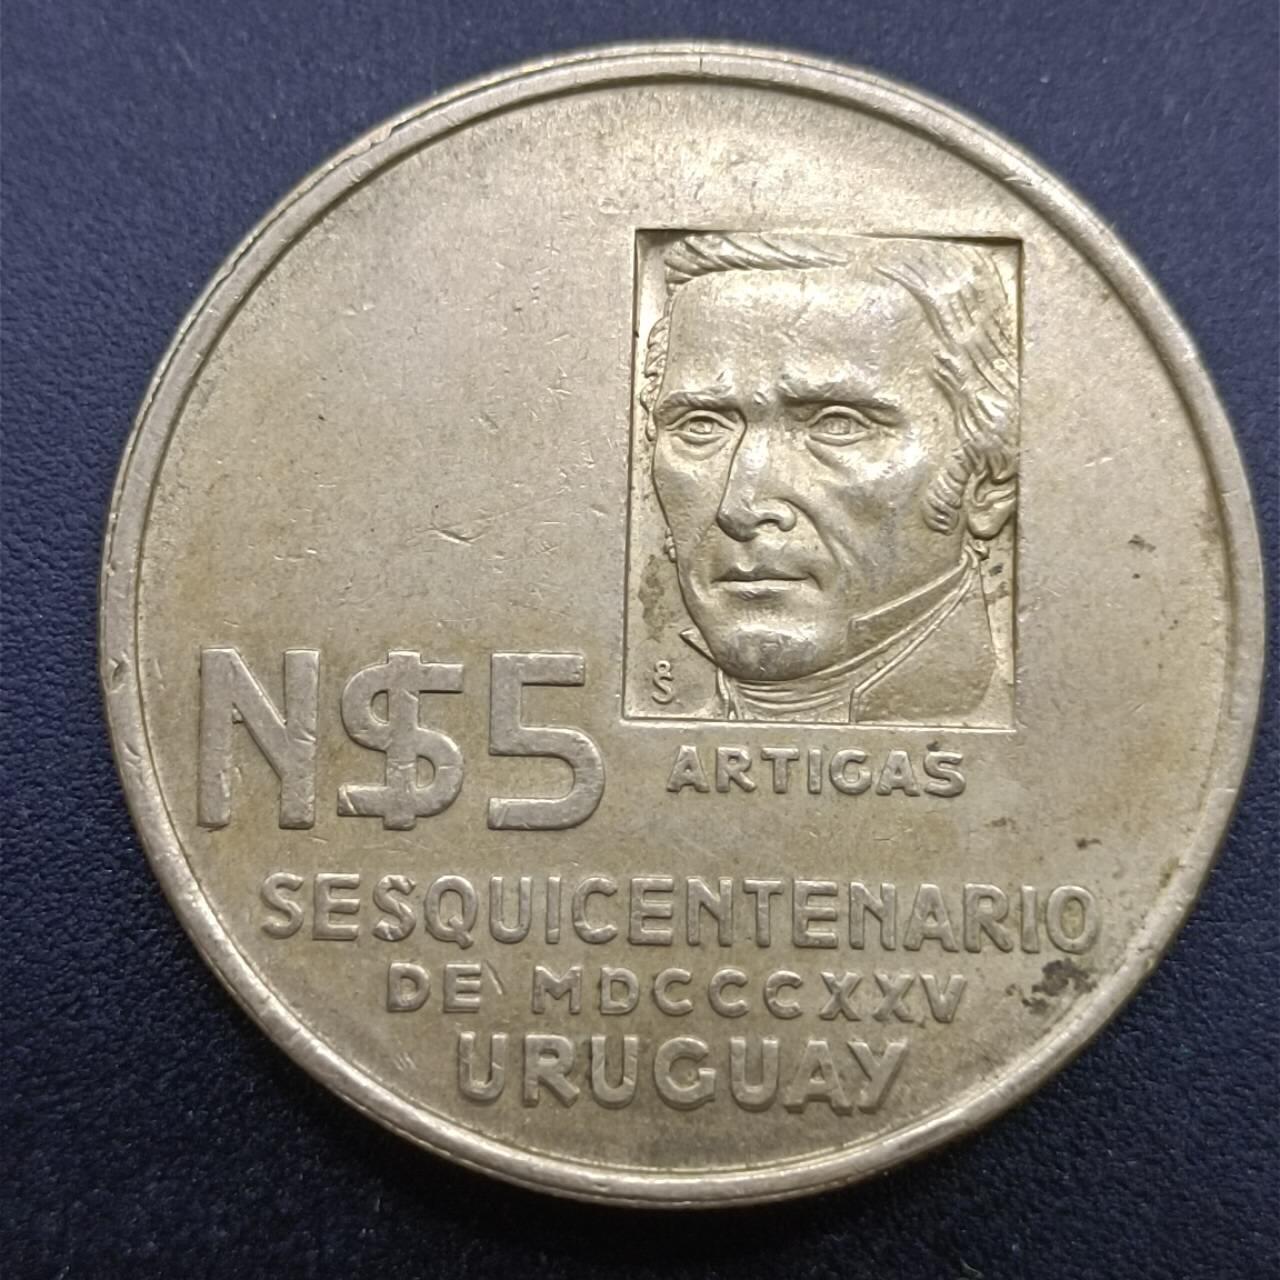 N$5
ARTIGAS
SESQUICENTENARIO
DE MDCCCXXV
URUGUAY